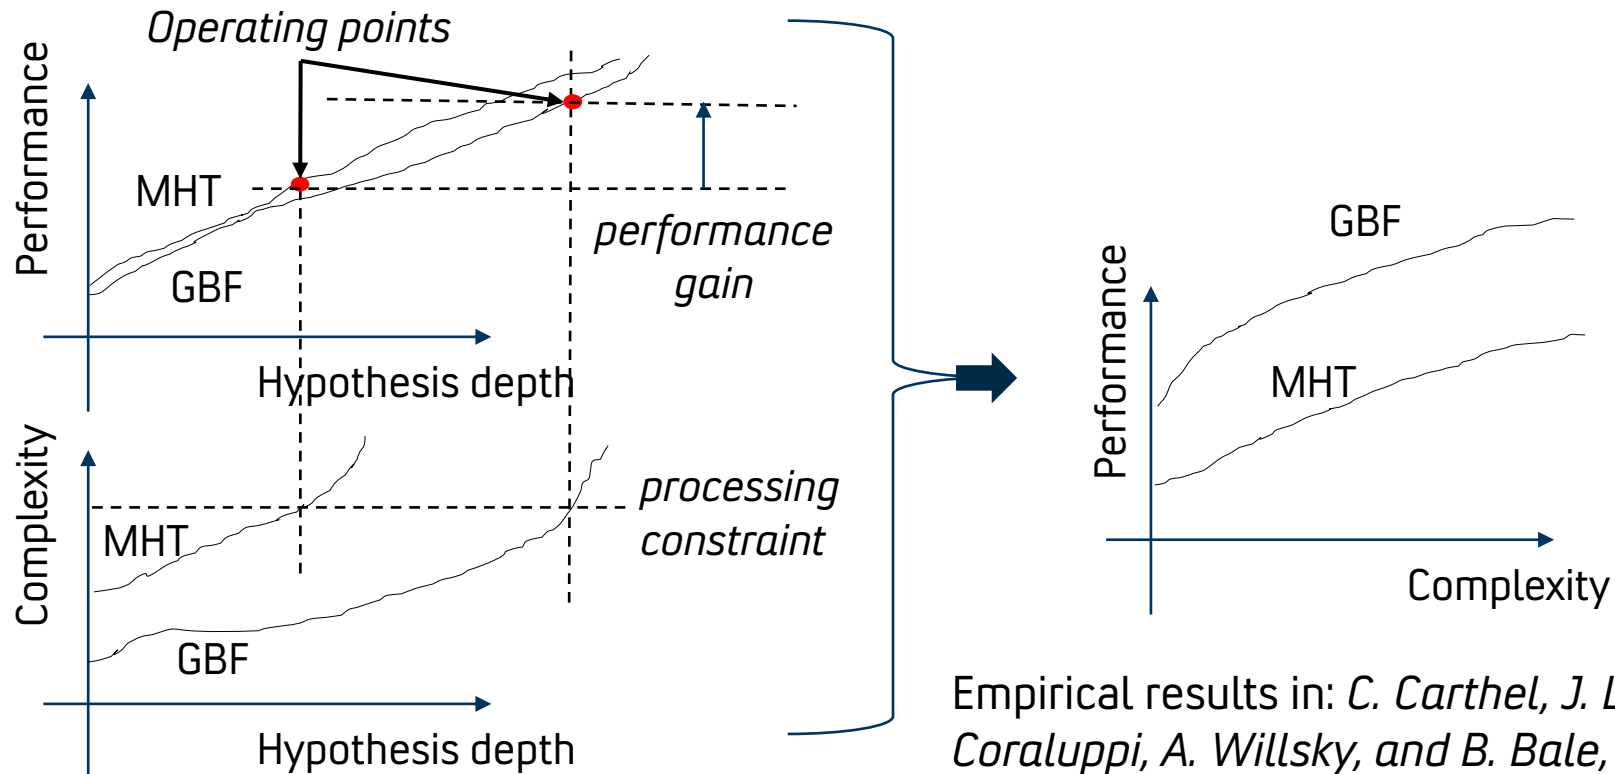 Operating points
Performance
MHT
GBF
performance
gain
Hypothesis depth
Complexity
MHT
GBF
processing
constraint
Hypothesis depth
Performance
GBF
MHT
Complexity
Empirical results in: C. Carthel, J. L
Coraluppi, A. Willsky, and B. Bale,